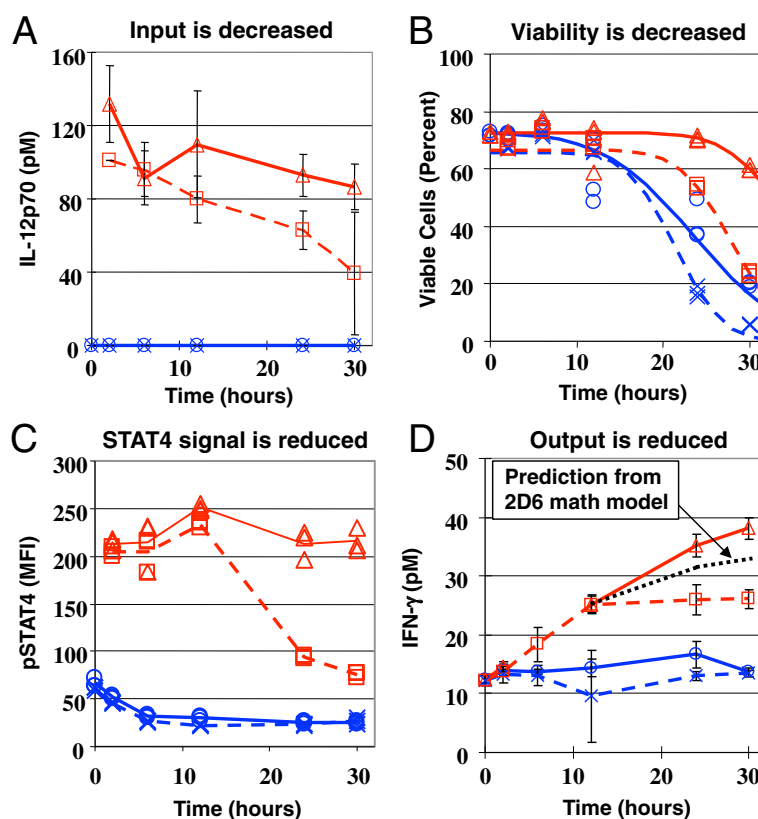 A Input is decreased
IL-12p70 (pM)
160
120
80
40
0
0 10 20 30
Time (hours)
B Viability is decreased
Viable Cells (Percent)
100
80
60
40
20
0
0 10 20 30
Time (hours)
C STAT4 signal is reduced
pSTAT4 (MFI)
300
250
200
150
100
50
0
0 10 20 30
Time (hours)
D Output is reduced
Prediction from
2D6 math model
IFN-γ (pM)
50
40
30
20
10
0
0 10 20 30
Time (hours)